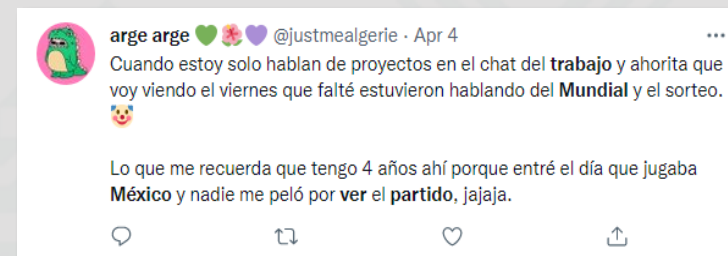 arge arge 💚🌺💜 @justmealgerie · Apr 4
Cuando estoy solo hablan de proyectos en el chat del trabajo y ahorita que
voy viendo el viernes que falté estuvieron hablando del Mundial y el sorteo.
🤡
Lo que me recuerda que tengo 4 años ahí porque entré el día que jugaba
México y nadie me peló por ver el partido, jajaja.